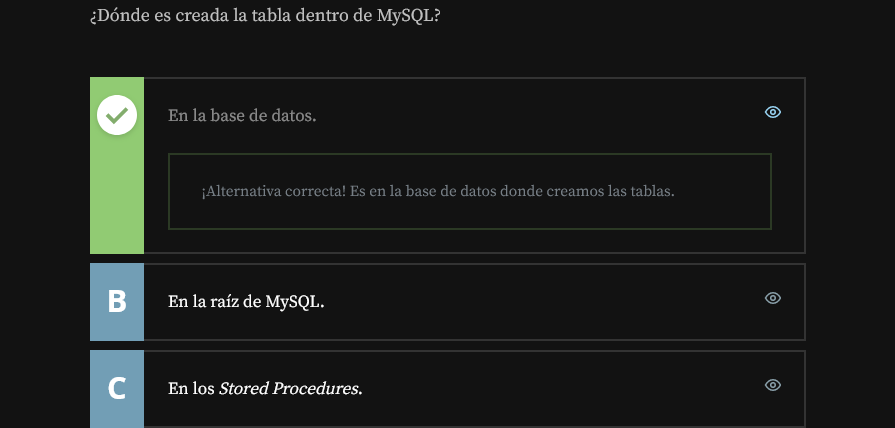 ¿Dónde es creada la tabla dentro de MySQL?
En la base de datos.
¡Alternativa correcta! Es en la base de datos donde creamos las tablas.
B
En la raíz de MySQL.
C
En los Stored Procedures.